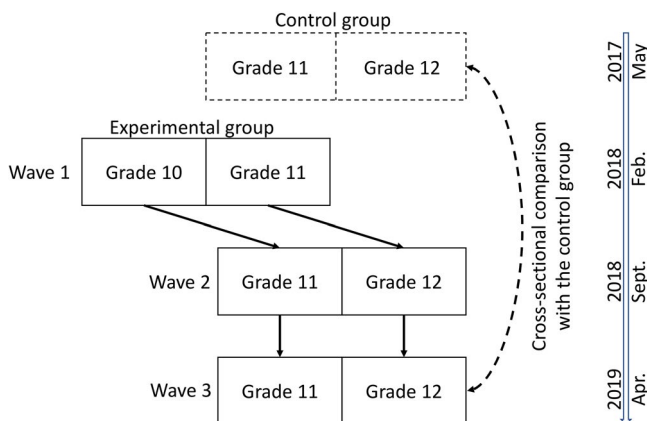 Control group
Grade 11 Grade 12
2017 May
Experimental group
Wave 1 Grade 10 Grade 11
2018 Feb.
Cross-sectional comparison
with the control group
Wave 2 Grade 11 Grade 12
2018 Sept.
Wave 3 Grade 11 Grade 12
2019 Apr.